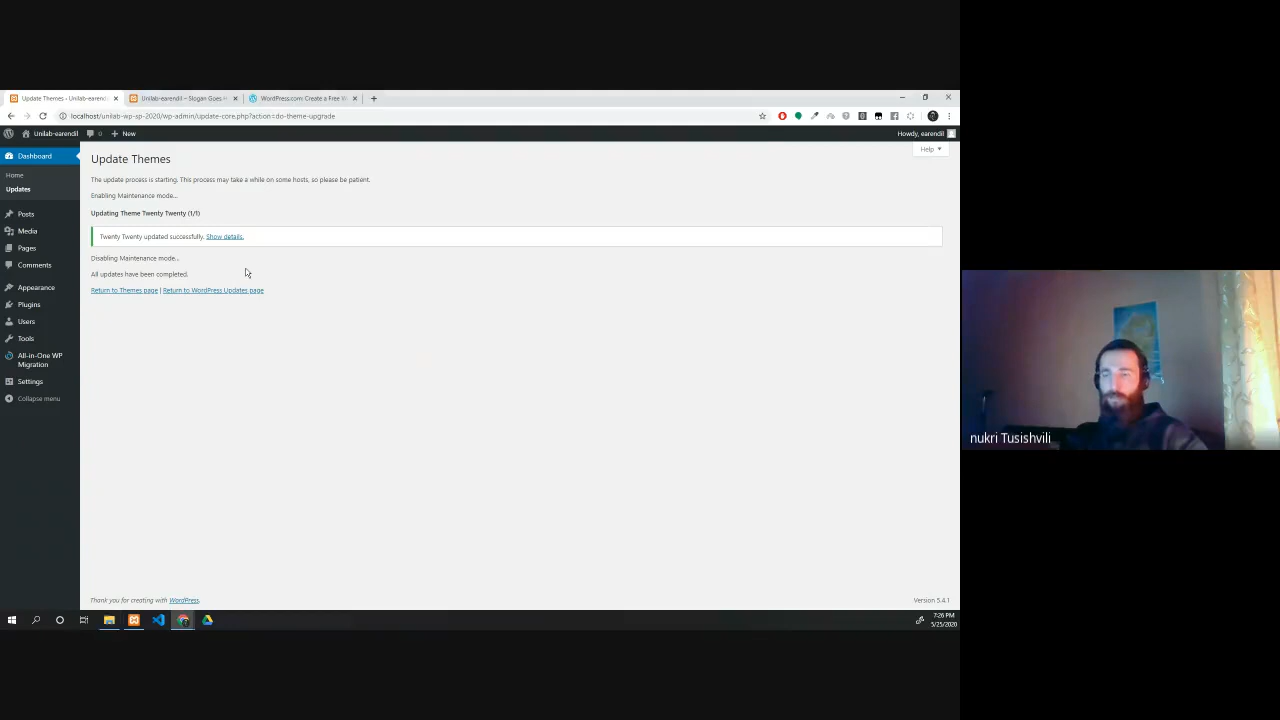 Update Themes ‹ Unilab-earendi
Unilab-earendil – Slogan Goes H
WordPress.com: Create a Free W
localhost/unilab-wp-sp-2020/wp-admin/update-core.php?action=do-theme-upgrade
Unilab-earendil
0
New
Howdy, earendil
Dashboard
Home
Updates
Posts
Media
Pages
Comments
Appearance
Plugins
Users
Tools
All-in-One WP
Migration
Settings
Collapse menu
Help
Update Themes
The update process is starting. This process may take a while on some hosts, so please be patient.
Enabling Maintenance mode…
Updating Theme Twenty Twenty (1/1)
Twenty Twenty updated successfully. Show details.
Disabling Maintenance mode…
All updates have been completed.
Return to Themes page | Return to WordPress Updates page
Thank you for creating with WordPress.
Version 5.4.1
7:26 PM
5/25/2020
nukri Tusishvili